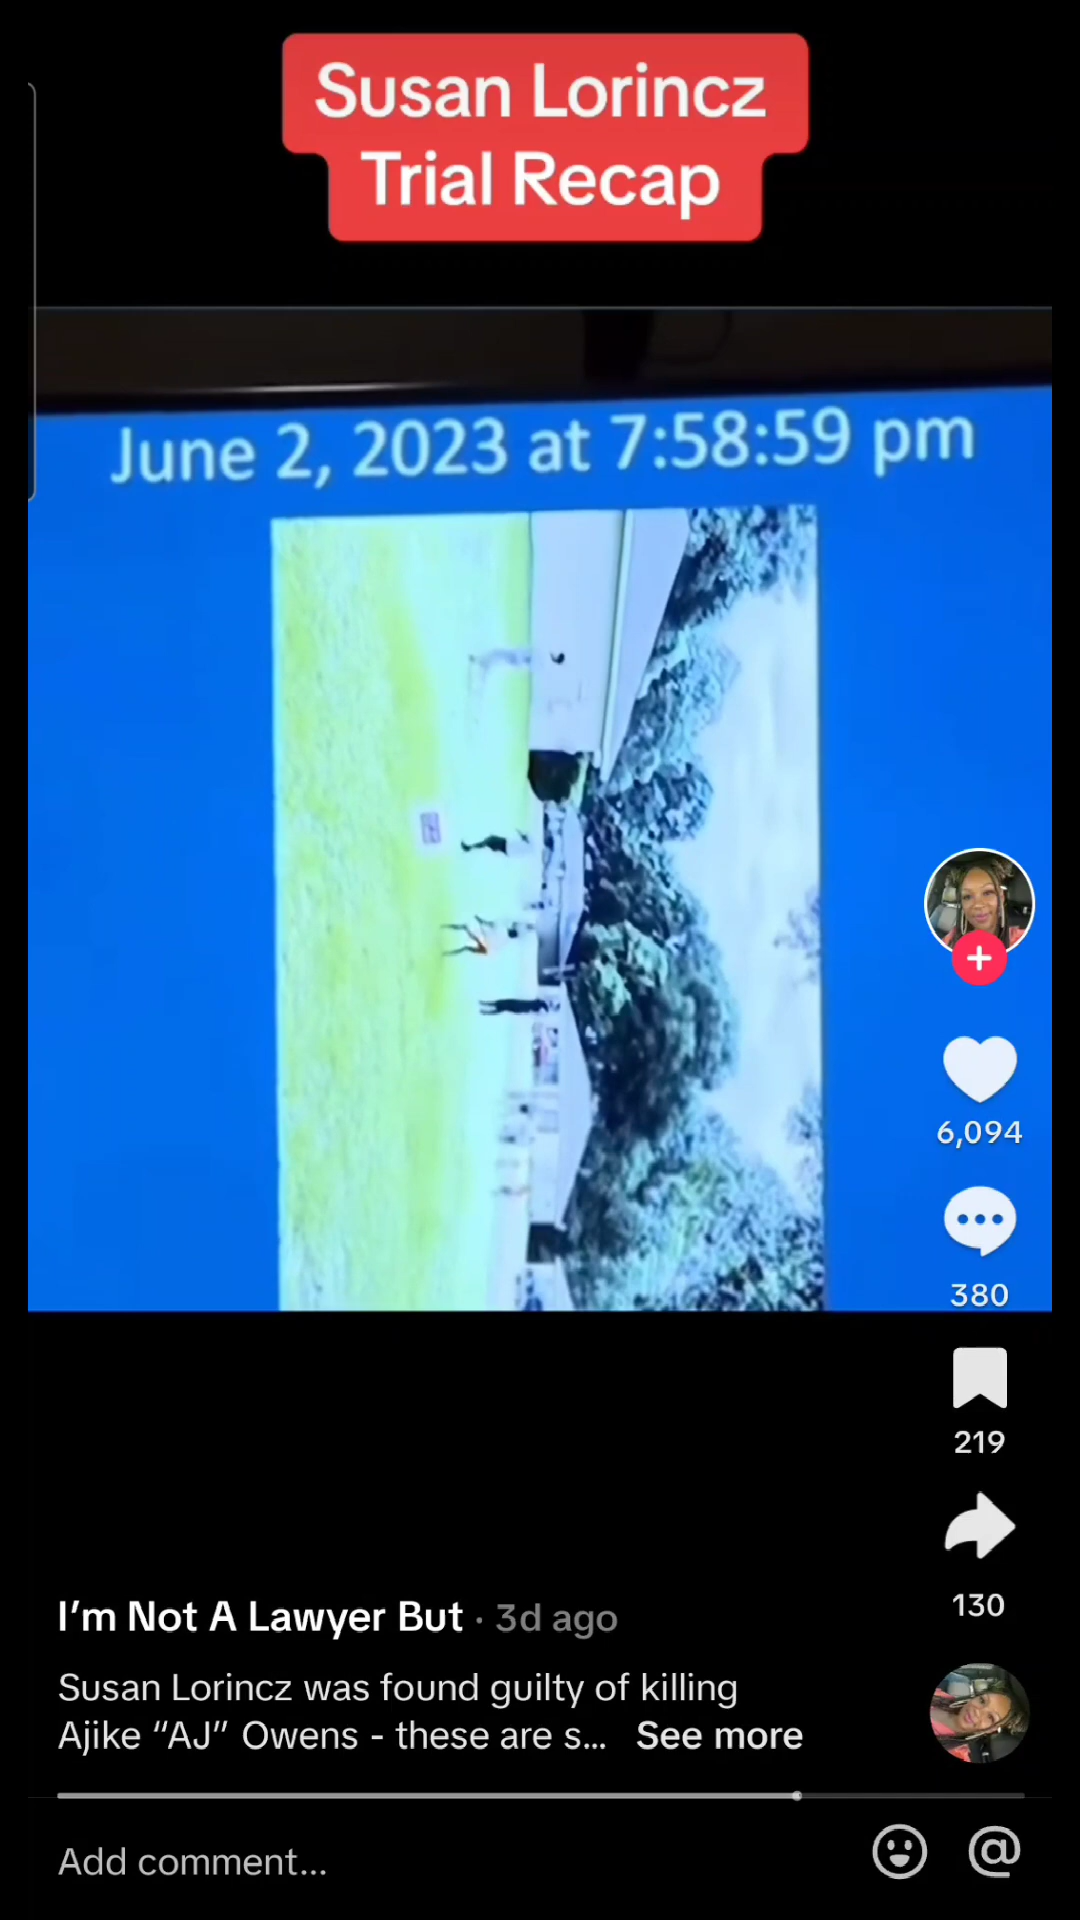 Susan Lorincz
Trial Recap
June 2, 2023 at 7:58:59 pm
6,094
380
219
130
I’m Not A Lawyer But · 3d ago
Susan Lorincz was found guilty of killing
Ajike “AJ” Owens - these are s... See more
Add comment...